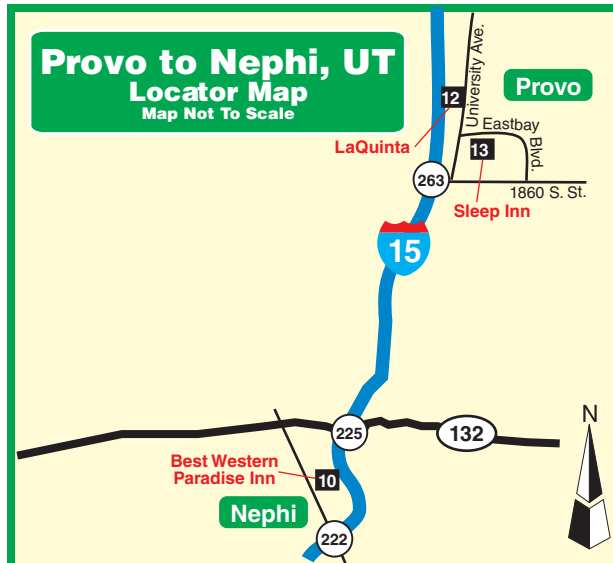 Provo to Nephi, UT
Locator Map
Map Not To Scale
University Ave.
Provo
12
Eastbay
Blvd.
13
LaQuinta
263
1860 S. St.
Sleep Inn
15
N
225
132
Best Western
Paradise Inn
10
Nephi
222